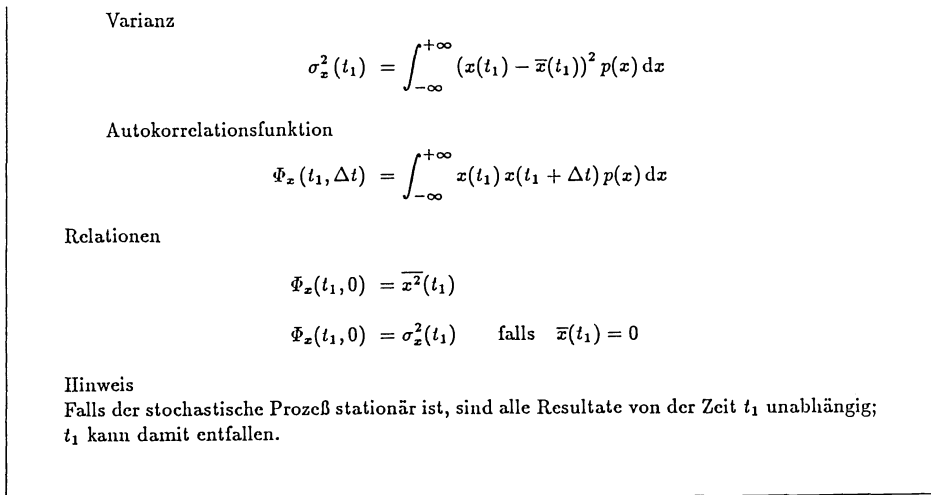 Varianz
σ_x^2 (t_1) = ∫_{-∞}^{+∞} (x(t_1) − x̄(t_1))^2 p(x) dx
Autokorrelationsfunktion
Φ_x (t_1, Δt) = ∫_{-∞}^{+∞} x(t_1) x(t_1 + Δt) p(x) dx
Relationen
Φ_x(t_1, 0) = \overline{x^2}(t_1)
Φ_x(t_1, 0) = σ_x^2(t_1) falls x̄(t_1) = 0
Hinweis
Falls der stochastische Prozeß stationär ist, sind alle Resultate von der Zeit t_1 unabhängig;
t_1 kann damit entfallen.